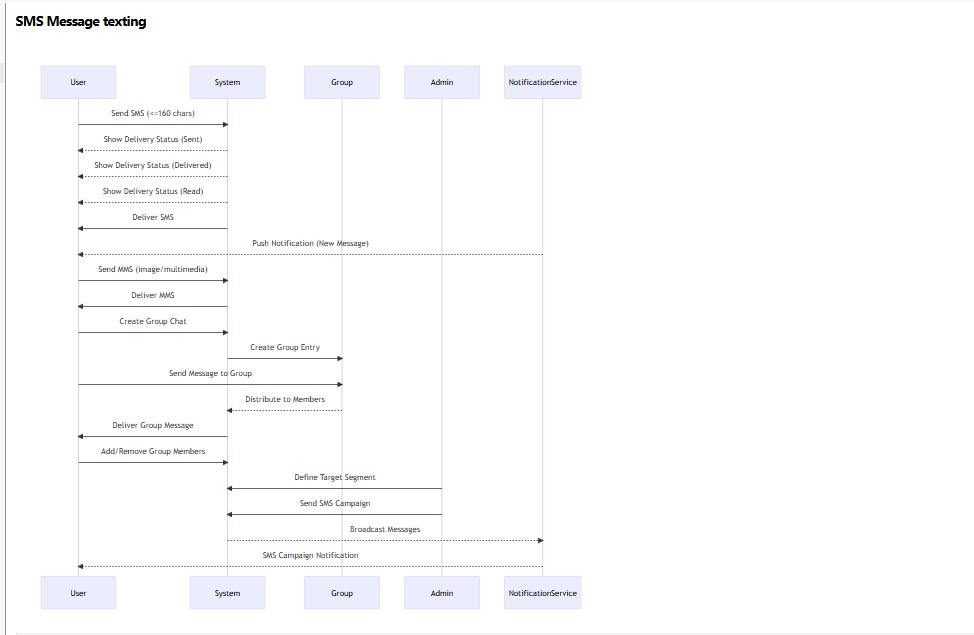 SMS Message texting
User System Group Admin NotificationService
Send SMS (<=160 chars)
Show Delivery Status (Sent)
Show Delivery Status (Delivered)
Show Delivery Status (Read)
Deliver SMS
Push Notification (New Message)
Send MMS (image/multimedia)
Deliver MMS
Create Group Chat
Create Group Entry
Send Message to Group
Distribute to Members
Deliver Group Message
Add/Remove Group Members
Define Target Segment
Send SMS Campaign
Broadcast Messages
SMS Campaign Notification
User System Group Admin NotificationService